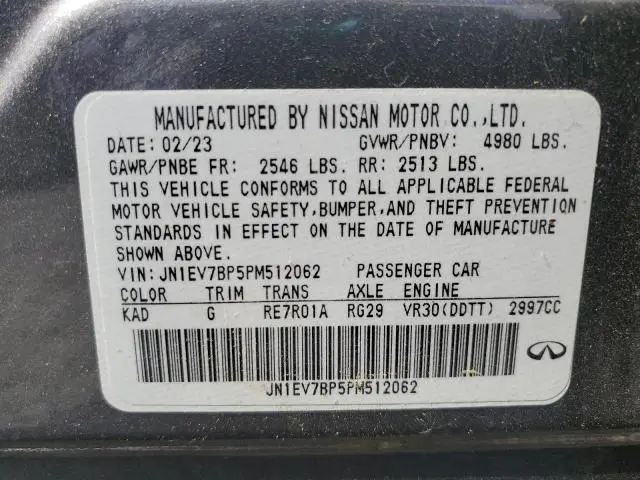 MANUFACTURED BY NISSAN MOTOR CO.,LTD.
DATE: 02/23 GVWR/PNBV: 4980 LBS.
GAWR/PNBE FR: 2546 LBS. RR: 2513 LBS.
THIS VEHICLE CONFORMS TO ALL APPLICABLE FEDERAL
MOTOR VEHICLE SAFETY,BUMPER,AND THEFT PREVENTION
STANDARDS IN EFFECT ON THE DATE OF MANUFACTURE
SHOWN ABOVE.
VIN:JN1EV7BP5PM512062 PASSENGER CAR
COLOR TRIM TRANS AXLE ENGINE
KAD G RE7R01A RG29 VR30(DDTT) 2997CC
JN1EV7BP5PM512062